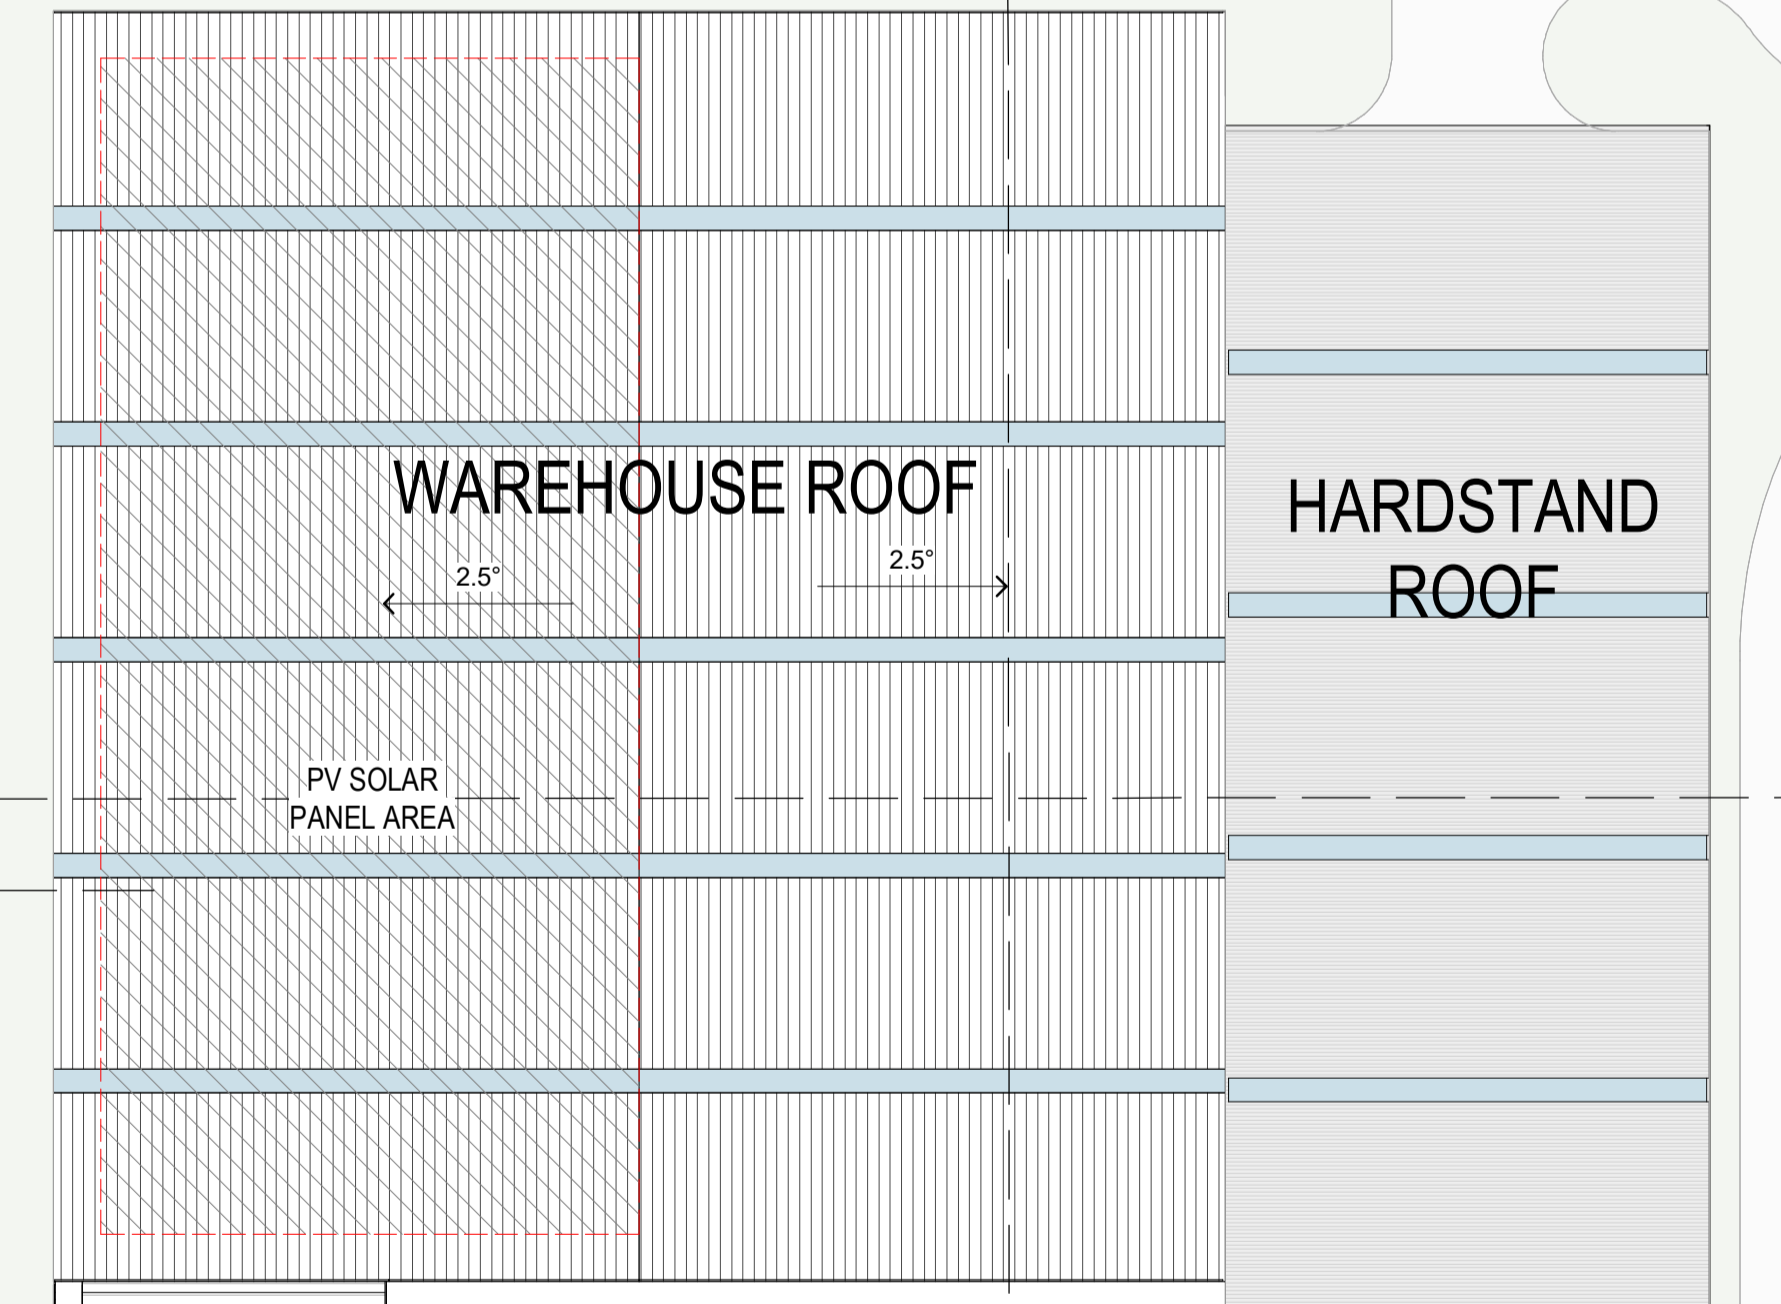 WAREHOUSE ROOF
HARDSTAND
ROOF
2.5°
2.5°
PV SOLAR
PANEL AREA